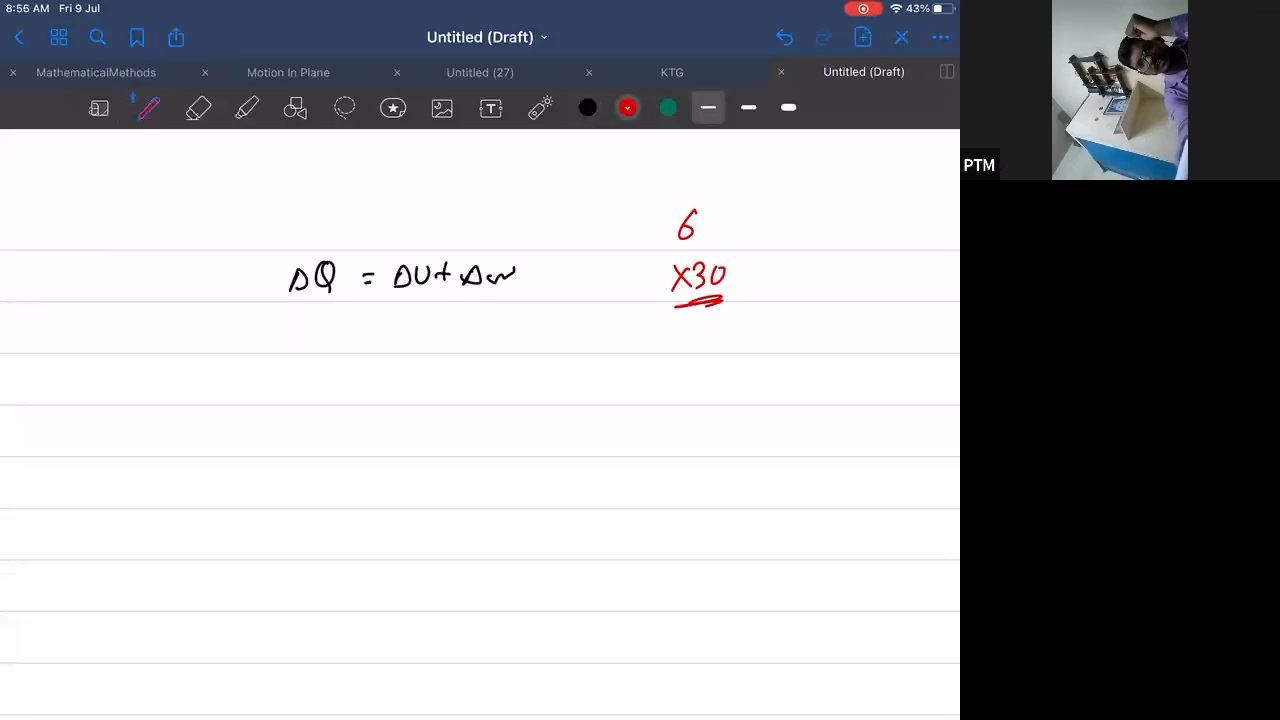 8:56 AM Fri 9 Jul
43%
Untitled (Draft)
MathematicalMethods
Motion In Plane
Untitled (27)
KTG
Untitled (Draft)
T
PTM
6
ΔQ = ΔU + Δw
X30